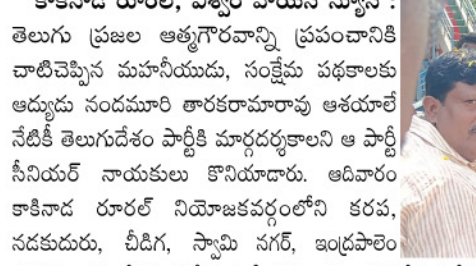 కాకినాడ రూరల్, విశ్వం వాయిస్ న్యూస్ :
తెలుగు ప్రజల ఆత్మగౌరవాన్ని ప్రపంచానికి
చాటిచెప్పిన మహనీయుడు, సంక్షేమ పథకాలకు
ఆద్యుడు నందమూరి తారకరామారావు ఆశయాలే
నేటికీ తెలుగుదేశం పార్టీకి మార్గదర్శకాలని ఆ పార్టీ
సీనియర్ నాయకులు కొనియాడారు. ఆదివారం
కాకినాడ రూరల్ నియోజకవర్గంలోని కరప,
నడకుదురు, చీడిగ, స్వామి నగర్, ఇంద్రపాలెం